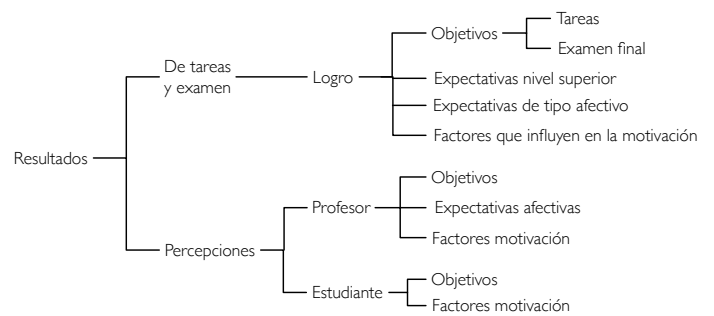 Resultados
De tareas
y examen
Logro
Objetivos
Tareas
Examen final
Expectativas nivel superior
Expectativas de tipo afectivo
Factores que influyen en la motivación
Percepciones
Profesor
Objetivos
Expectativas afectivas
Factores motivación
Estudiante
Objetivos
Factores motivación